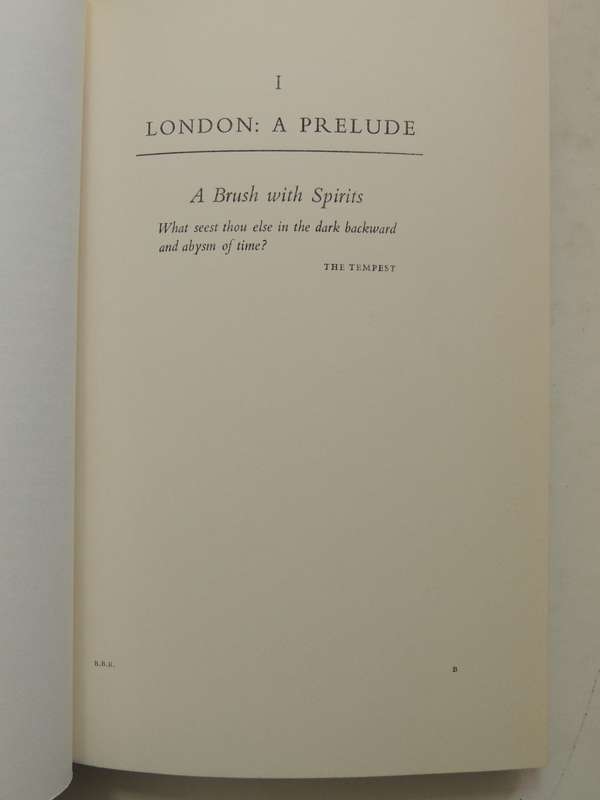 I
LONDON: A PRELUDE
A Brush with Spirits
What seest thou else in the dark backward
and abysm of time?
THE TEMPEST
B.B.E.
B